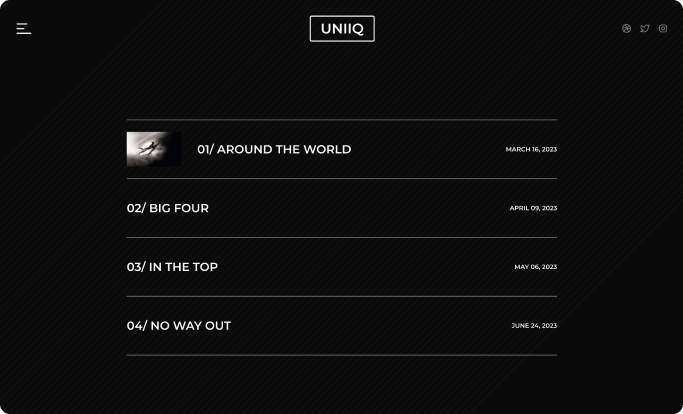 UNIIQ
01/ AROUND THE WORLD
MARCH 16, 2023
02/ BIG FOUR
APRIL 09, 2023
03/ IN THE TOP
MAY 06, 2023
04/ NO WAY OUT
JUNE 24, 2023